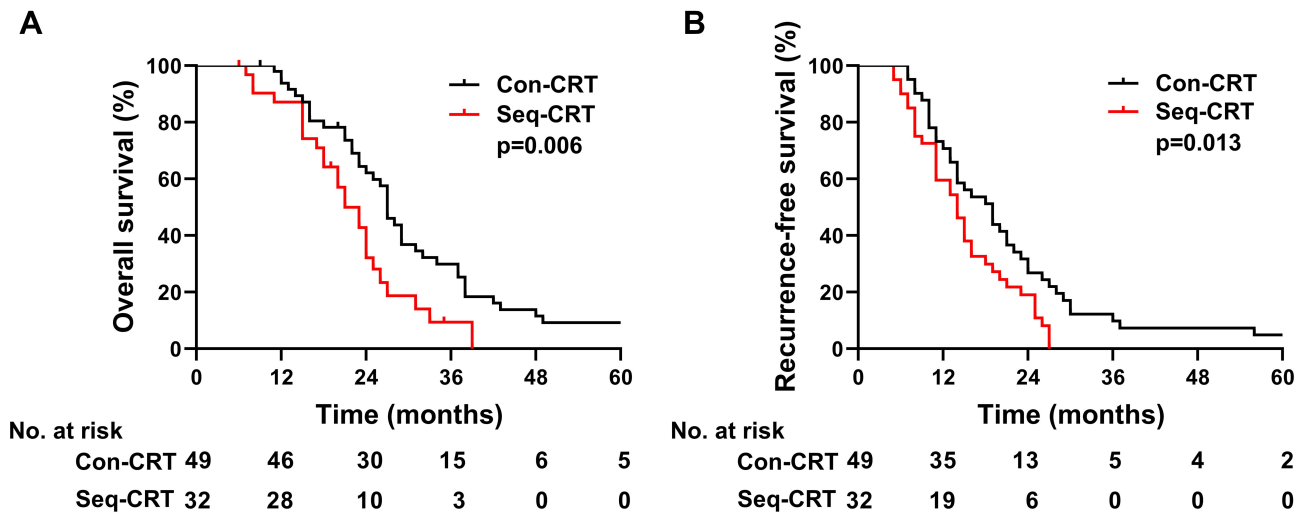 A
Overall survival (%)
100
80
60
40
20
0
Con-CRT
Seq-CRT
p=0.006
0 12 24 36 48 60
Time (months)
No. at risk
Con-CRT 49 46 30 15 6 5
Seq-CRT 32 28 10 3 0 0
B
Recurrence-free survival (%)
100
80
60
40
20
0
Con-CRT
Seq-CRT
p=0.013
0 12 24 36 48 60
Time (months)
No. at risk
Con-CRT 49 35 13 5 4 2
Seq-CRT 32 19 6 0 0 0